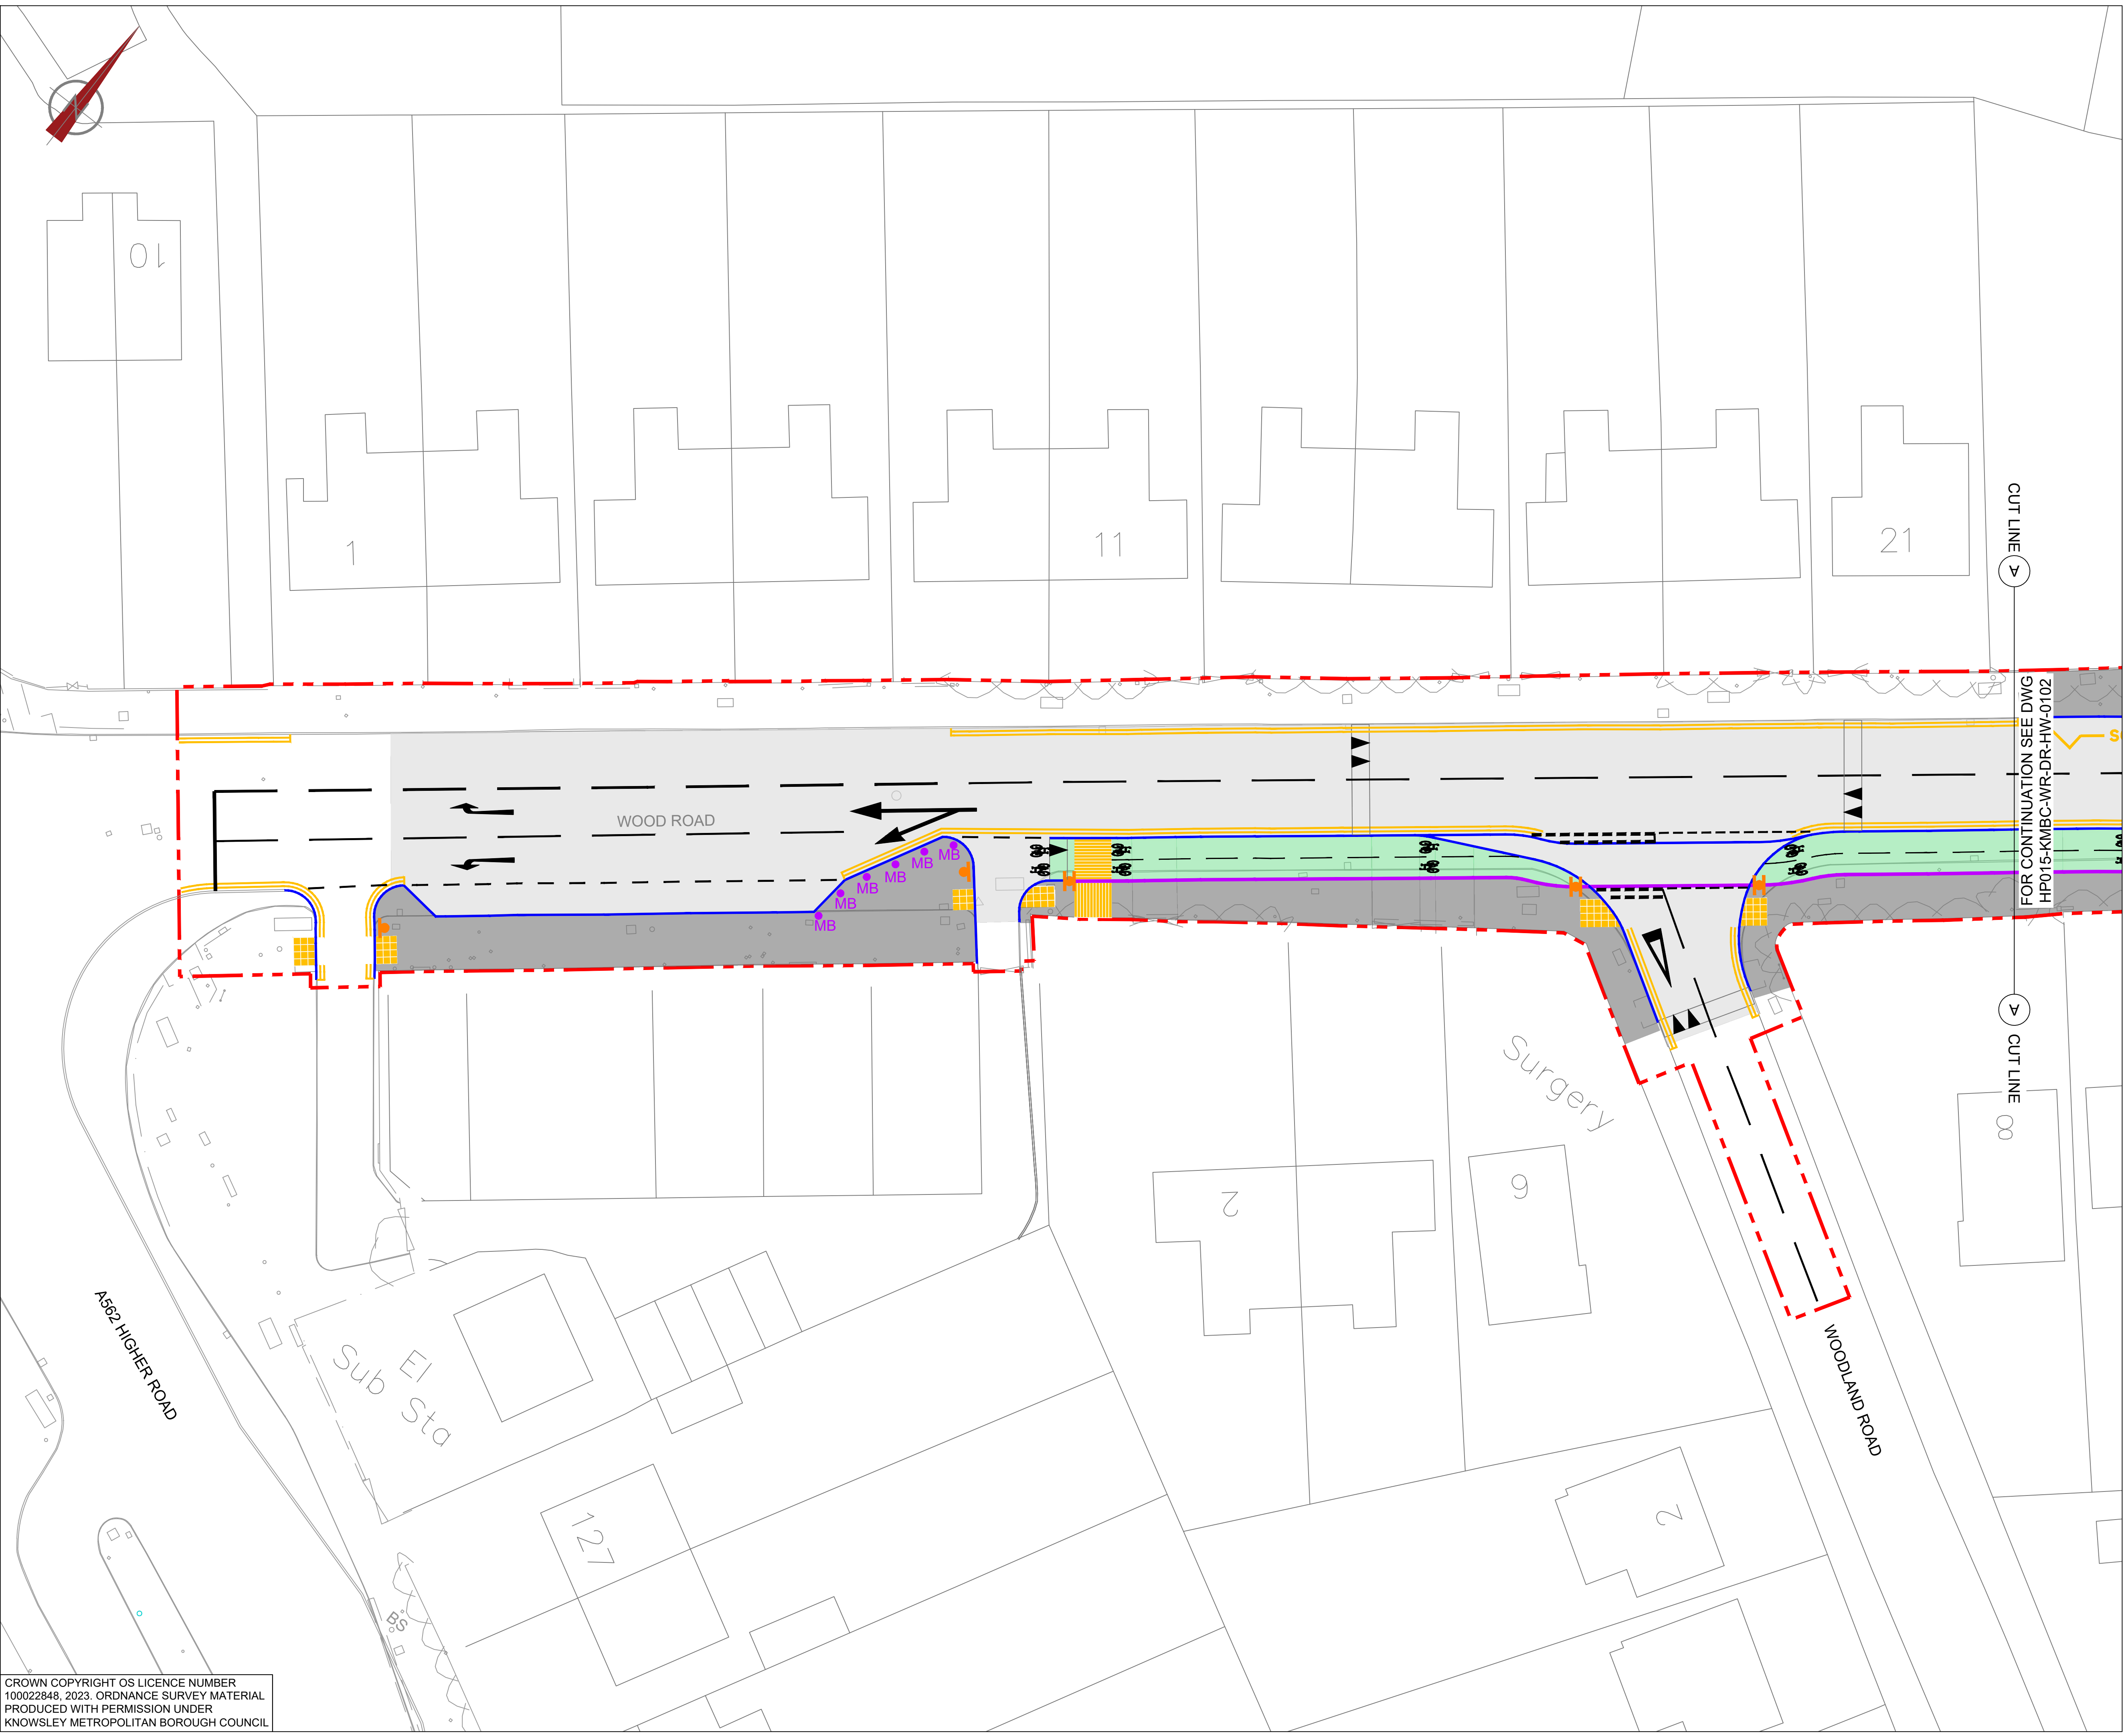 10
1
11
21
CUT LINE
A
FOR CONTINUATION SEE DWG
HP015-KMBC-WR-DR-HW-0102
WOOD ROAD
MB
MB
MB
MB
MB
MB
A
CUT LINE
Surgery
2
6
8
A562 HIGHER ROAD
El
Sub Sta
WOODLAND ROAD
127
2
BS
CROWN COPYRIGHT OS LICENCE NUMBER
100022848, 2023. ORDNANCE SURVEY MATERIAL
PRODUCED WITH PERMISSION UNDER
KNOWSLEY METROPOLITAN BOROUGH COUNCIL